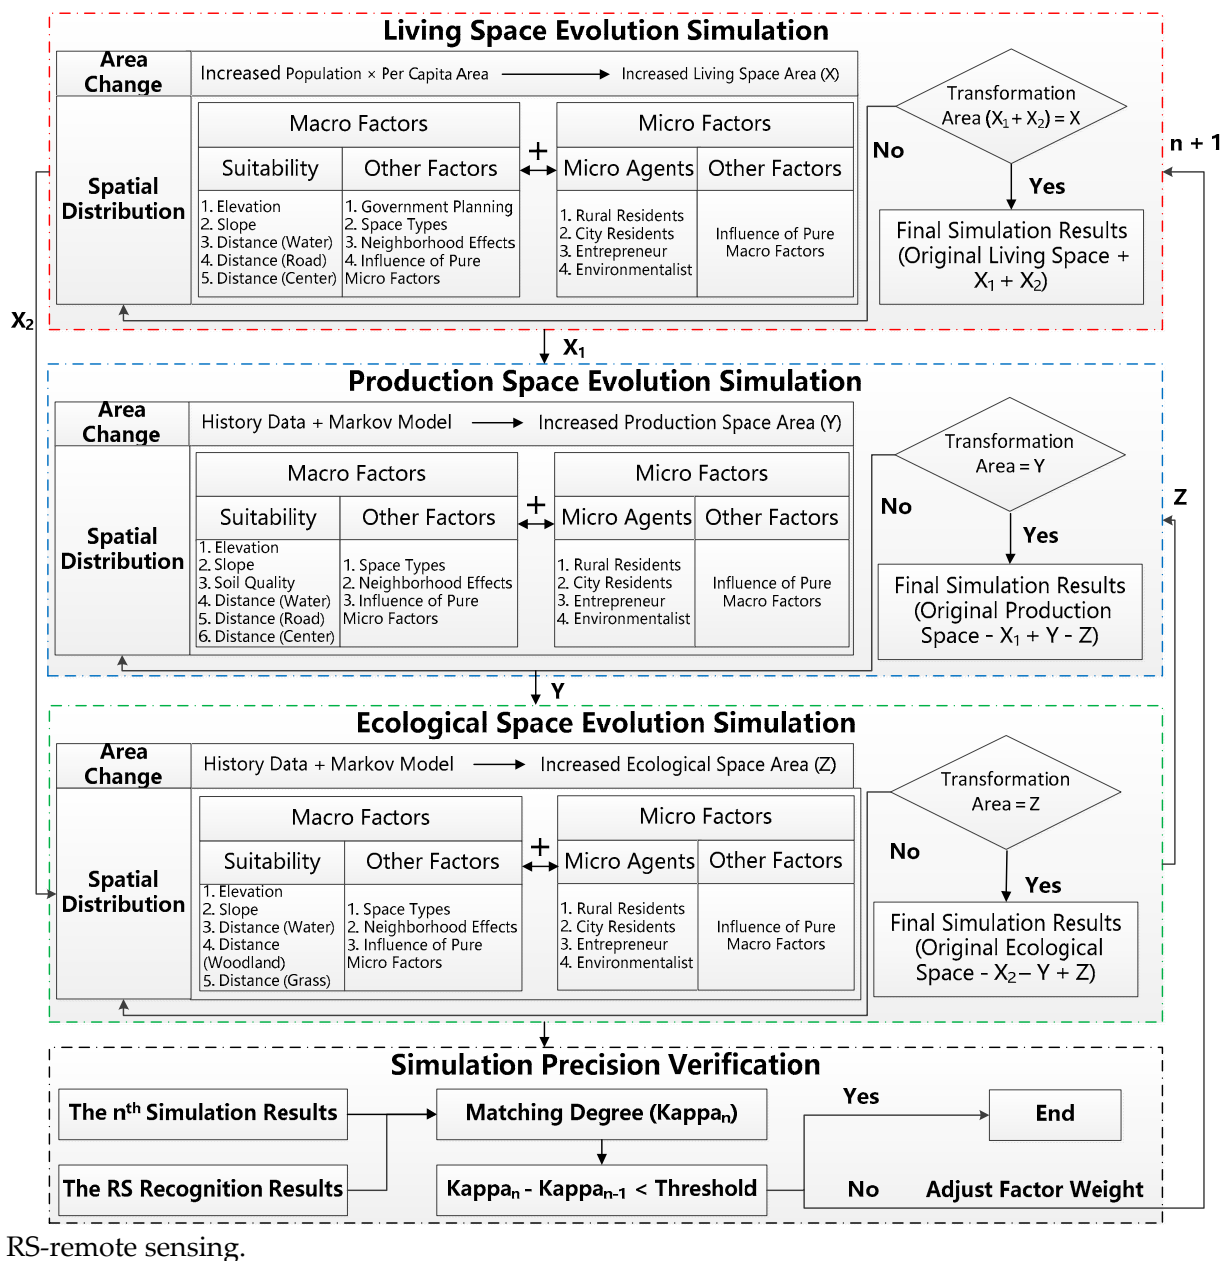 Living Space Evolution Simulation
Area
Change
Increased Population × Per Capita Area
Increased Living Space Area (X)
Spatial
Distribution
Macro Factors
Suitability
Other Factors
1. Elevation
2. Slope
3. Distance (Water)
4. Distance (Road)
5. Distance (Center)
1. Government Planning
2. Space Types
3. Neighborhood Effects
4. Influence of Pure
Micro Factors
+
Micro Factors
Micro Agents
Other Factors
1. Rural Residents
2. City Residents
3. Entrepreneur
4. Environmentalist
Influence of Pure
Macro Factors
Transformation
Area (X₁ + X₂) = X
No
Yes
Final Simulation Results
(Original Living Space +
X₁ + X₂)
n + 1
X₂
X₁
Production Space Evolution Simulation
Area
Change
History Data + Markov Model
Increased Production Space Area (Y)
Spatial
Distribution
Macro Factors
Suitability
Other Factors
1. Elevation
2. Slope
3. Soil Quality
4. Distance (Water)
5. Distance (Road)
6. Distance (Center)
1. Space Types
2. Neighborhood Effects
3. Influence of Pure
Micro Factors
+
Micro Factors
Micro Agents
Other Factors
1. Rural Residents
2. City Residents
3. Entrepreneur
4. Environmentalist
Influence of Pure
Macro Factors
Transformation
Area = Y
No
Yes
Final Simulation Results
(Original Production
Space - X₁ + Y - Z)
Z
Y
Ecological Space Evolution Simulation
Area
Change
History Data + Markov Model
Increased Ecological Space Area (Z)
Spatial
Distribution
Macro Factors
Suitability
Other Factors
1. Elevation
2. Slope
3. Distance (Water)
4. Distance
(Woodland)
5. Distance (Grass)
1. Space Types
2. Neighborhood Effects
3. Influence of Pure
Micro Factors
+
Micro Factors
Micro Agents
Other Factors
1. Rural Residents
2. City Residents
3. Entrepreneur
4. Environmentalist
Influence of Pure
Macro Factors
Transformation
Area = Z
No
Yes
Final Simulation Results
(Original Ecological
Space - X₂ – Y + Z)
Simulation Precision Verification
The nᵗʰ Simulation Results
The RS Recognition Results
Matching Degree (Kappaₙ)
Kappaₙ - Kappaₙ₋₁ < Threshold
Yes
End
No
Adjust Factor Weight
RS-remote sensing.